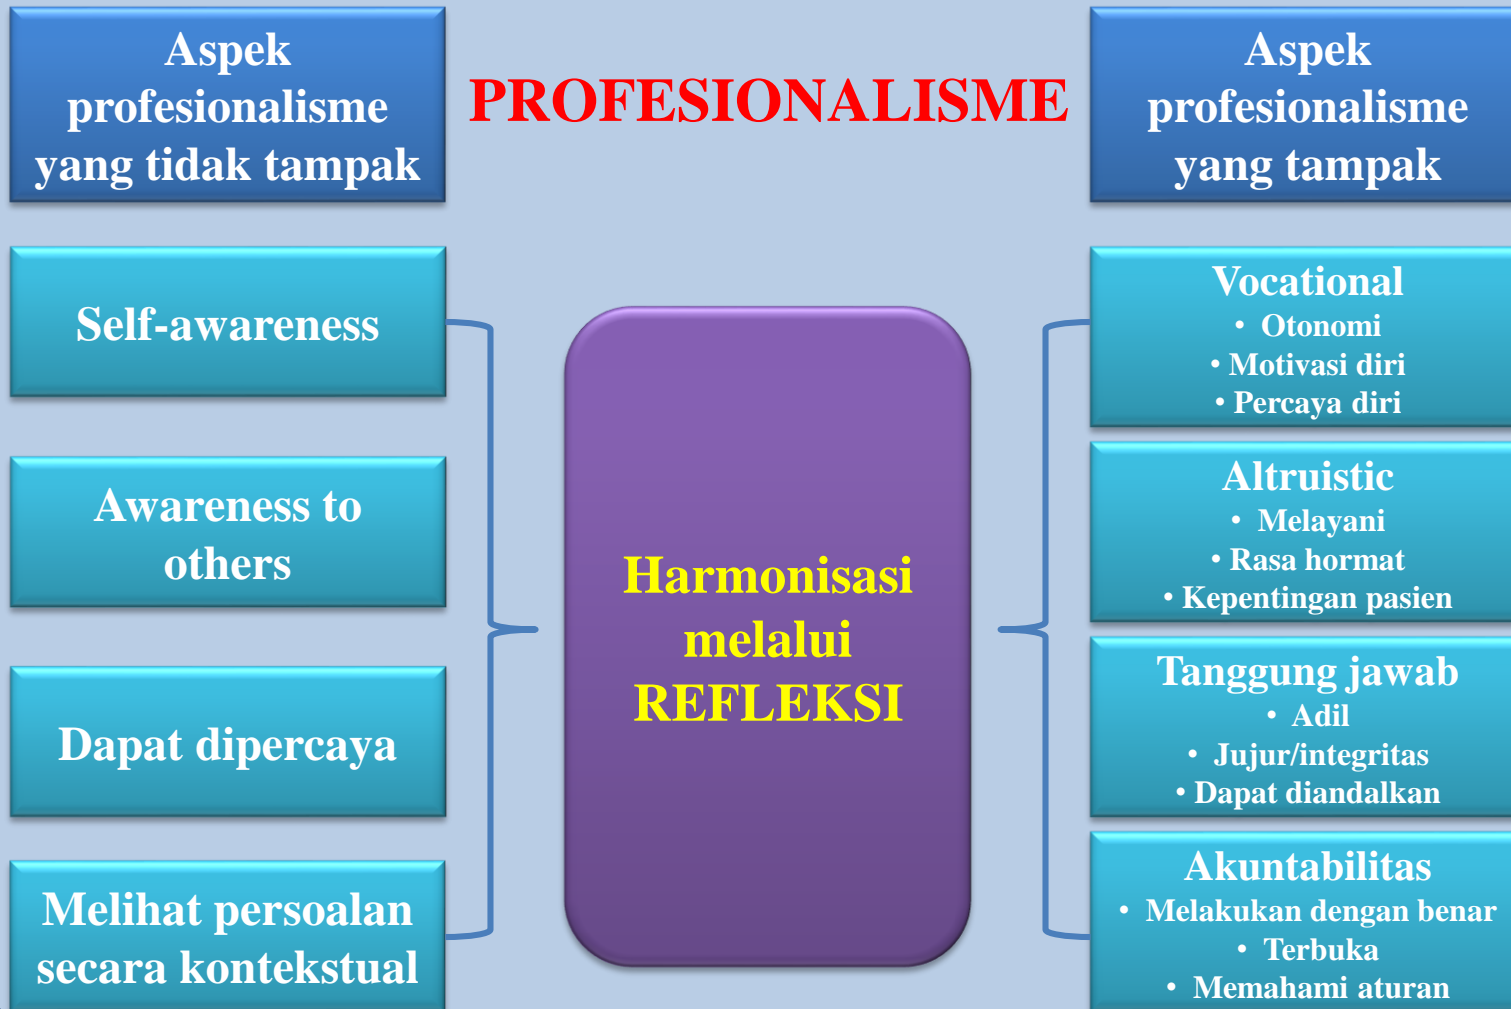 Aspek
profesionalisme
yang tidak tampak
PROFESIONALISME
Aspek
profesionalisme
yang tampak
Self-awareness
Awareness to
others
Dapat dipercaya
Melihat persoalan
secara kontekstual
Harmonisasi
melalui
REFLEKSI
Vocational
• Otonomi
• Motivasi diri
• Percaya diri
Altruistic
• Melayani
• Rasa hormat
• Kepentingan pasien
Tanggung jawab
• Adil
• Jujur/integritas
• Dapat diandalkan
Akuntabilitas
• Melakukan dengan benar
• Terbuka
• Memahami aturan